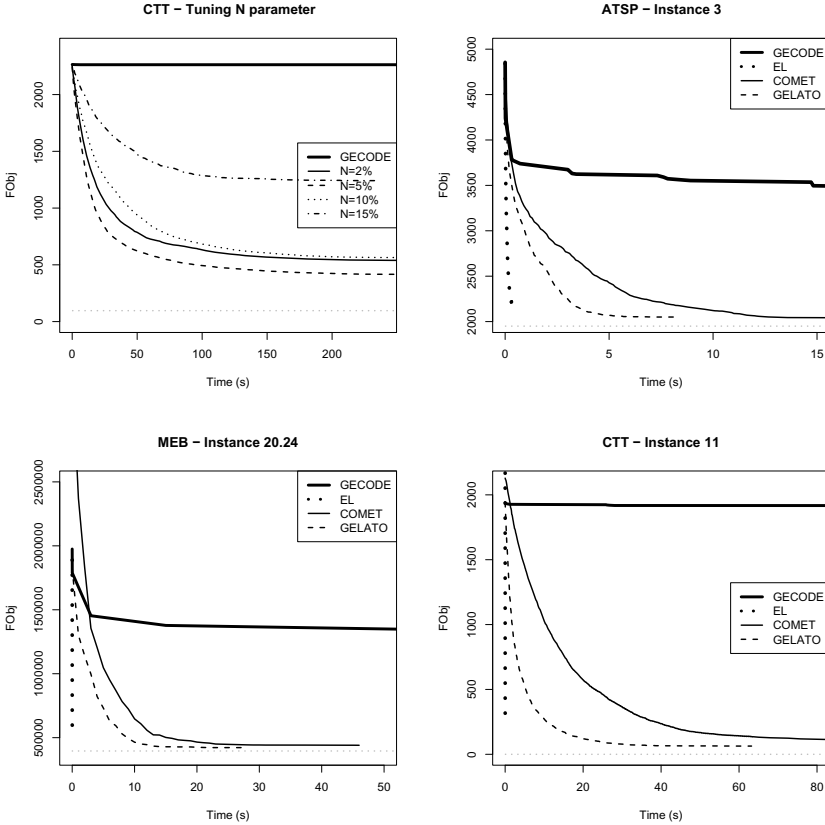 CTT − Tuning N parameter
FObj
2000
1500
1000
500
0
GECODE
N=2%
N=5%
N=10%
N=15%
0 50 100 150 200
Time (s)
ATSP − Instance 3
FObj
5000
4500
4000
3500
3000
2500
2000
GECODE
EL
COMET
GELATO
0 5 10 15
Time (s)
MEB − Instance 20.24
FObj
2500000
2000000
1500000
1000000
500000
GECODE
EL
COMET
GELATO
0 10 20 30 40 50
Time (s)
CTT − Instance 11
FObj
2000
1500
1000
500
0
GECODE
EL
COMET
GELATO
0 20 40 60 80
Time (s)